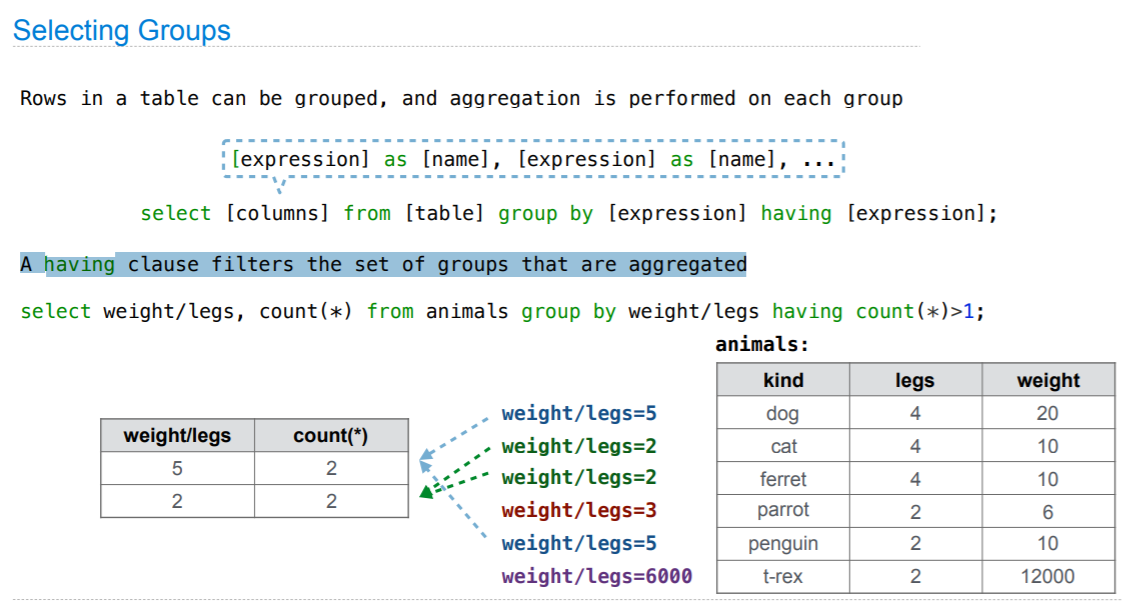 Selecting Groups
Rows in a table can be grouped, and aggregation is performed on each group
[expression] as [name], [expression] as [name], ...
select [columns] from [table] group by [expression] having [expression];
A having clause filters the set of groups that are aggregated
select weight/legs, count(*) from animals group by weight/legs having count(*)>1;
animals:
kind legs weight
dog 4 20
cat 4 10
ferret 4 10
parrot 2 6
penguin 2 10
t-rex 2 12000
weight/legs=5
weight/legs=2
weight/legs=2
weight/legs=3
weight/legs=5
weight/legs=6000
weight/legs count(*)
5 2
2 2